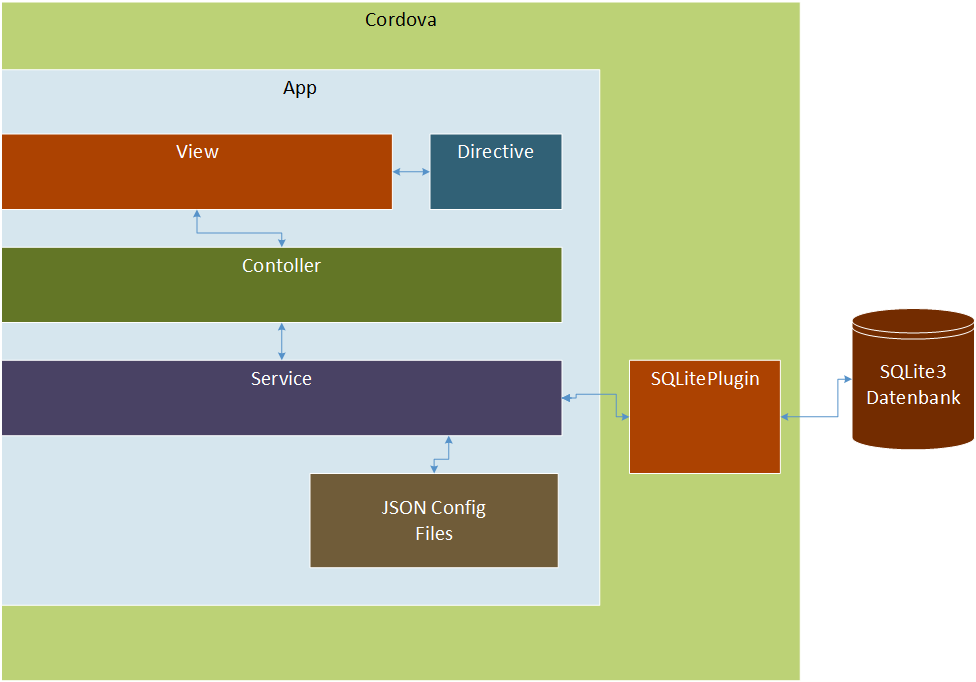 Cordova
App
View
Directive
Contoller
Service
SQLitePlugin
SQLite3
Datenbank
JSON Config
Files